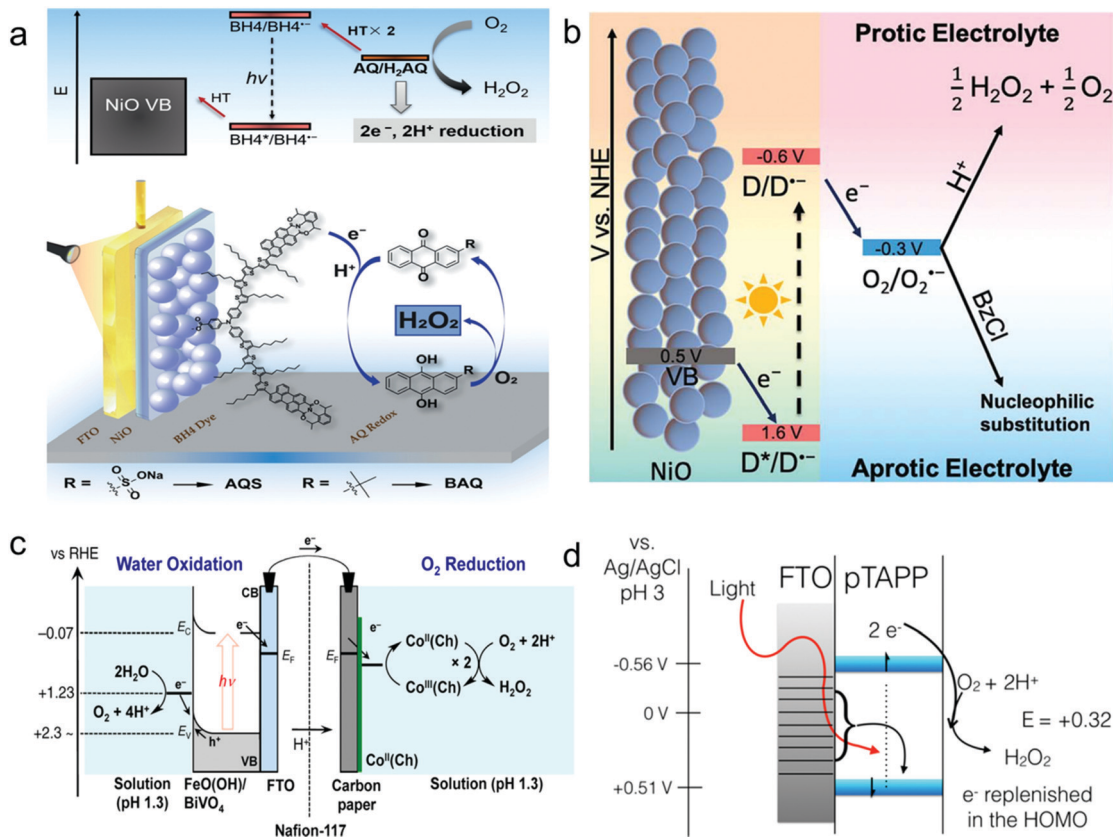 a
E
BH4/BH4•−
HT× 2
O2
AQ/H2AQ
H2O2
hν
NiO VB
HT
BH4*/BH4•−
2e−, 2H+ reduction
e−
H+
R
O
O
H2O2
OH
R
OH
O2
FTO
NiO
BH4 Dye
AQ Redox
R =
O
ONa
S
O
AQS
R =
BAQ
b
V vs. NHE
Protic Electrolyte
1/2 H2O2 + 1/2 O2
-0.6 V
D/D•−
e−
H+
-0.3 V
O2/O2•−
BzCl
0.5 V
VB
e−
Nucleophilic
substitution
1.6 V
NiO
D*/D•−
Aprotic Electrolyte
c
vs RHE
Water Oxidation
e−
O2 Reduction
CB
−0.07
EC
e−
EF
e−
EF
CoII(Ch)
O2 + 2H+
× 2
CoIII(Ch)
H2O2
2H2O
hν
+1.23
e−
O2 + 4H+
EV
h+
+2.3 ~
H+
VB
CoII(Ch)
Solution
(pH 1.3)
FeO(OH)/
BiVO4
FTO
Carbon
paper
Solution (pH 1.3)
Nafion-117
d
vs.
Ag/AgCl
pH 3
Light
FTO
pTAPP
2 e-
-0.56 V
O2 + 2H+
0 V
E = +0.32
H2O2
+0.51 V
e- replenished
in the HOMO